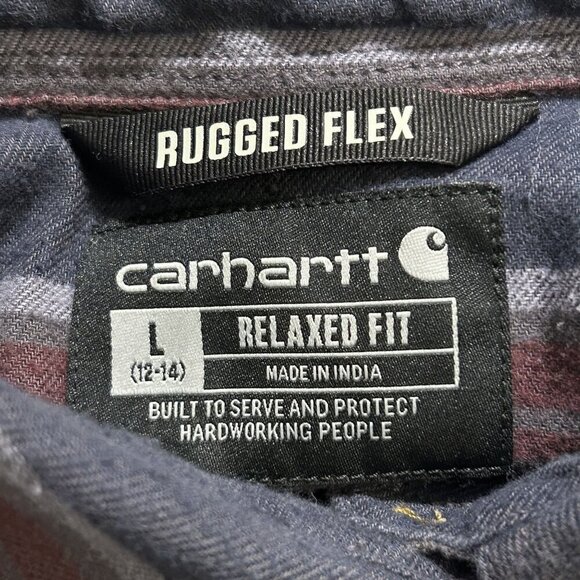 RUGGED FLEX
carhartt
L
(12-14)
RELAXED FIT
MADE IN INDIA
BUILT TO SERVE AND PROTECT
HARDWORKING PEOPLE